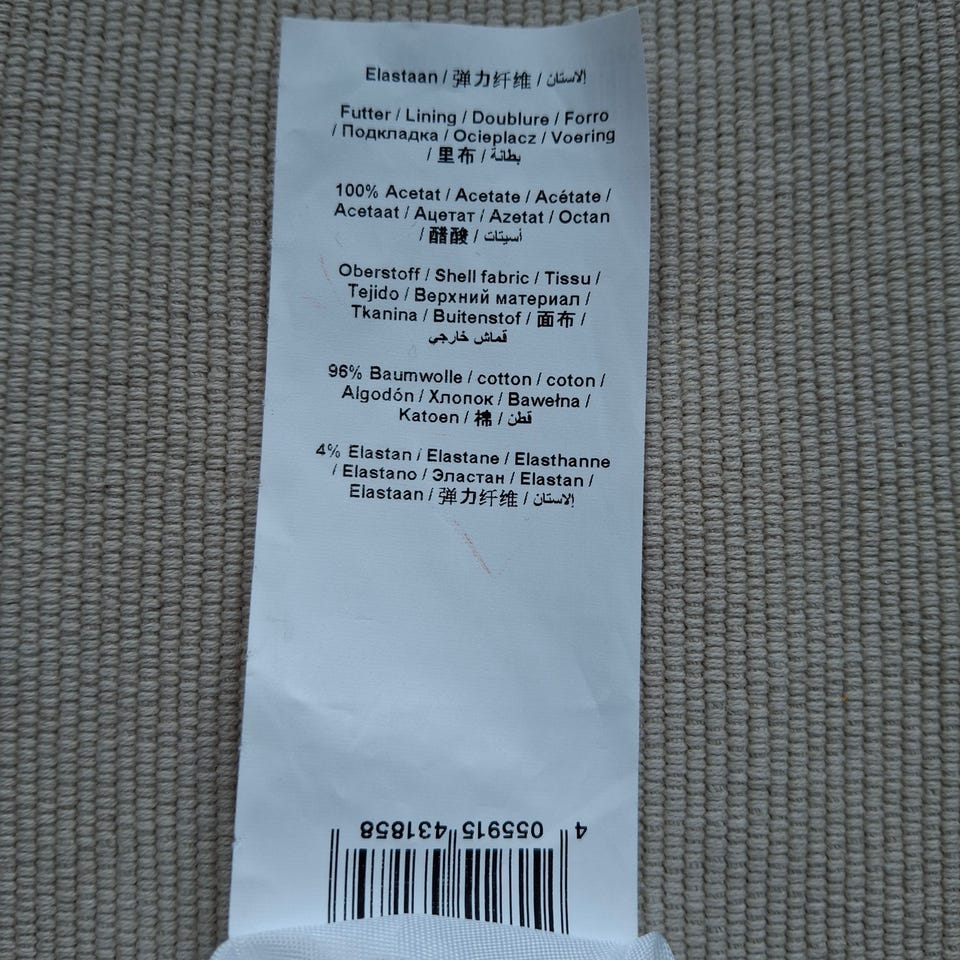 Elastaan / 弹力纤维 / الاستان
Futter / Lining / Doublure / Forro
/ Подкладка / Ocieplacz / Voering
/ 里布 / بطانة
100% Acetat / Acetate / Acétate /
Acetaat / Ацетат / Azetat / Octan
/ 醋酸 / أسيتات
Oberstoff / Shell fabric / Tissu /
Tejido / Верхний материал /
Tkanina / Buitenstof / 面布 /
قماش خارجي
96% Baumwolle / cotton / coton /
Algodón / Хлопок / Bawełna /
Katoen / 棉 / قطن
4% Elastan / Elastane / Elasthanne
/ Elastano / Эластан / Elastan /
Elastaan / 弹力纤维 / الاستان
4 055915 431858